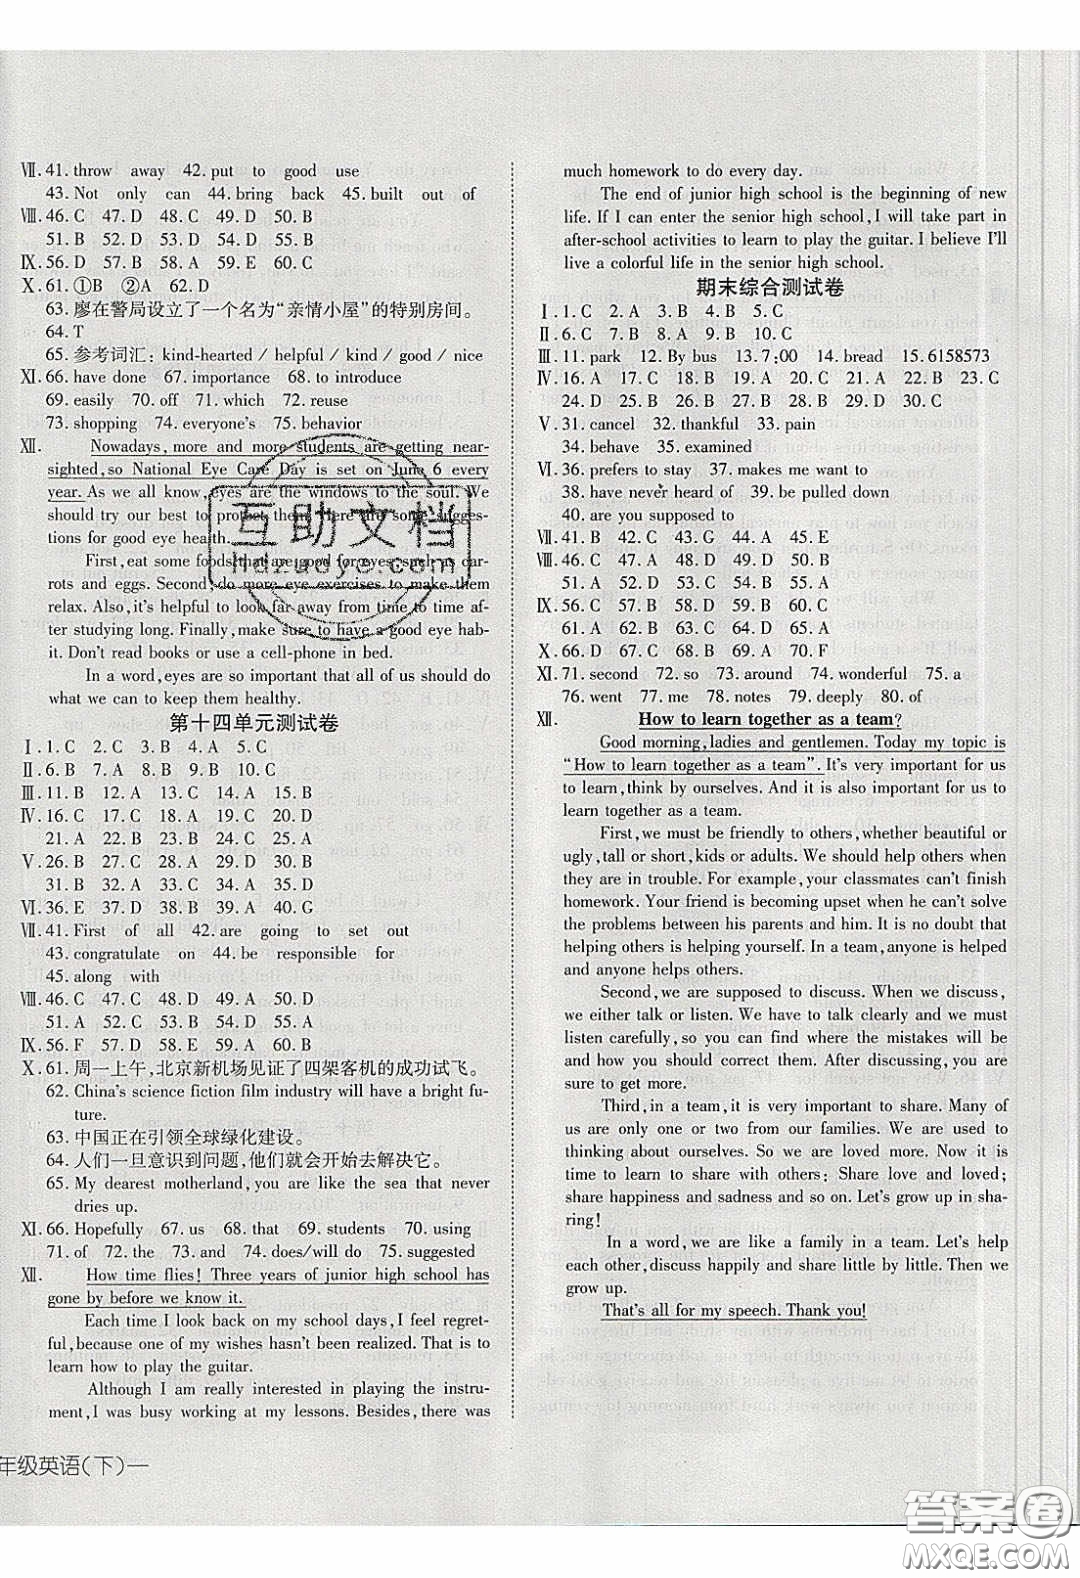 Ⅶ. 41. throw away 42. put to good use
43. Not only can 44. bring back 45. built out of
Ⅷ. 46. C 47. D 48. C 49. D 50. B
51. B 52. D 53. D 54. D 55. B
Ⅸ. 56. D 57. B 58. B 59. E 60. C
Ⅹ. 61. ①B ②A 62. D
63. 廖在警局设立了一个名为“亲情小屋”的特别房间。
64. T
65. 参考词汇: kind-hearted / helpful / kind / good / nice
Ⅺ. 66. have done 67. importance 68. to introduce
69. easily 70. off 71. which 72. reuse
73. shopping 74. everyone's 75. behavior
Ⅻ. Nowadays, more and more students are getting near-
sighted, so National Eye Care Day is set on June 6 every
year. As we all know, eyes are the windows to the soul. We
should try our best to protect them. Here are some sugges-
tions for good eye health.
First, eat some foods that are good for eyes, such as car-
rots and eggs. Second, do more eye exercises to make them
relax. Also, it's helpful to look far away from time to time af-
ter studying long. Finally, make sure to have a good eye hab-
it. Don't read books or use a cell-phone in bed.
In a word, eyes are so important that all of us should do
what we can to keep them healthy.
第十四单元测试卷
Ⅰ. 1. C 2. C 3. B 4. A 5. C
Ⅱ. 6. B 7. A 8. B 9. B 10. C
Ⅲ. 11. B 12. A 13. C 14. A 15. B
Ⅳ. 16. C 17. C 18. A 19. C 20. D
21. A 22. B 23. B 24. C 25. A
Ⅴ. 26. B 27. C 28. C 29. A 30. D
31. B 32. A 33. D 34. C 35. A
Ⅵ. 36. E 37. D 38. B 39. A 40. G
Ⅶ. 41. First of all 42. are going to set out
43. congratulate on 44. be responsible for
45. along with
Ⅷ. 46. C 47. C 48. D 49. A 50. D
51. A 52. C 53. D 54. B 55. A
Ⅸ. 56. F 57. D 58. E 59. A 60. B
Ⅹ. 61. 周一上午,北京新机场见证了四架客机的成功试飞。
62. China's science fiction film industry will have a bright fu-
ture.
63. 中国正在引领全球绿化建设。
64. 人们一旦意识到问题,他们就会开始去解决它。
65. My dearest motherland, you are like the sea that never
dries up.
Ⅺ. 66. Hopefully 67. us 68. that 69. students 70. using
71. of 72. the 73. and 74. does/will do 75. suggested
Ⅻ. How time flies! Three years of junior high school has
gone by before we know it.
Each time I look back on my school days, I feel regret-
ful, because one of my wishes hasn't been realized. That is to
learn how to play the guitar.
Although I am really interested in playing the instru-
ment, I was busy working at my lessons. Besides, there was
much homework to do every day.
The end of junior high school is the beginning of new
life. If I can enter the senior high school, I will take part in
after-school activities to learn to play the guitar. I believe I'll
live a colorful life in the senior high school.
期末综合测试卷
Ⅰ. 1. C 2. A 3. B 4. B 5. C
Ⅱ. 6. C 7. B 8. A 9. B 10. C
Ⅲ. 11. park 12. By bus 13. 7:00 14. bread 15. 6158573
Ⅳ. 16. A 17. C 18. B 19. A 20. C 21. A 22. B 23. C
24. D 25. B 26. A 27. C 28. B 29. D 30. C
Ⅴ. 31. cancel 32. thankful 33. pain
34. behave 35. examined
Ⅵ. 36. prefers to stay 37. makes me want to
38. have never heard of 39. be pulled down
40. are you supposed to
Ⅶ. 41. B 42. C 43. G 44. A 45. E
Ⅷ. 46. C 47. A 48. D 49. B 50. B
51. D 52. D 53. C 54. A 55. A
Ⅸ. 56. C 57. B 58. B 59. C 60. D
61. A 62. C 63. B 64. D 65. A
Ⅹ. 66. D 67. C 68. B 69. A 70. F
Ⅺ. 71. second 72. so 73. around 74. wonderful 75. a
76. went 77. me 78. notes 79. deeply 80. of
Ⅻ. How to learn together as a team?
Good morning, ladies and gentlemen. Today my topic is
“How to learn together as a team”. It's very important for us
to learn, think by ourselves. And it is also important for us to
learn together as a team.
First, we must be friendly to others, whether beautiful or
ugly, tall or short, kids or adults. We should help others when
they are in trouble. For example, your classmates can't finish
homework. Your friend is becoming upset when he can't solve
the problems between his parents and him. It is no doubt that
helping others is helping yourself. In a team, anyone is helped
and anyone helps others.
Second, we are supposed to discuss. When we discuss,
we either talk or listen. We have to talk clearly and we must
listen carefully, so you can find where the mistakes will be
and how you should correct them. After discussing, you are
sure to get more.
Third, in a team, it is very important to share. Many of
us are only one or two from our families. We are used to
thinking about ourselves. So we are loved more. Now it is
time to learn to share with others: Share love and loved;
share happiness and sadness and so on. Let's grow up in sha-
ring!
In a word, we are like a family in a team. Let's help
each other, discuss happily and share little by little. Then we
grow up.
That's all for my speech. Thank you!
年级英语(下)—
互助文档
hdzuoye.com
答案卷
MXQE.COM